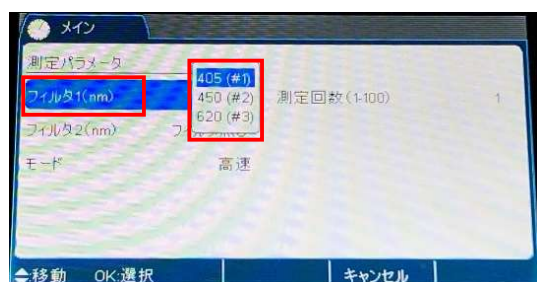 メイン
測定パラメータ
フィルタ1(nm)
405 (#1)
450 (#2)
620 (#3)
測定回数(1-100) 1
フィルタ2(nm)
モード 高速
移動 OK:選択 キャンセル